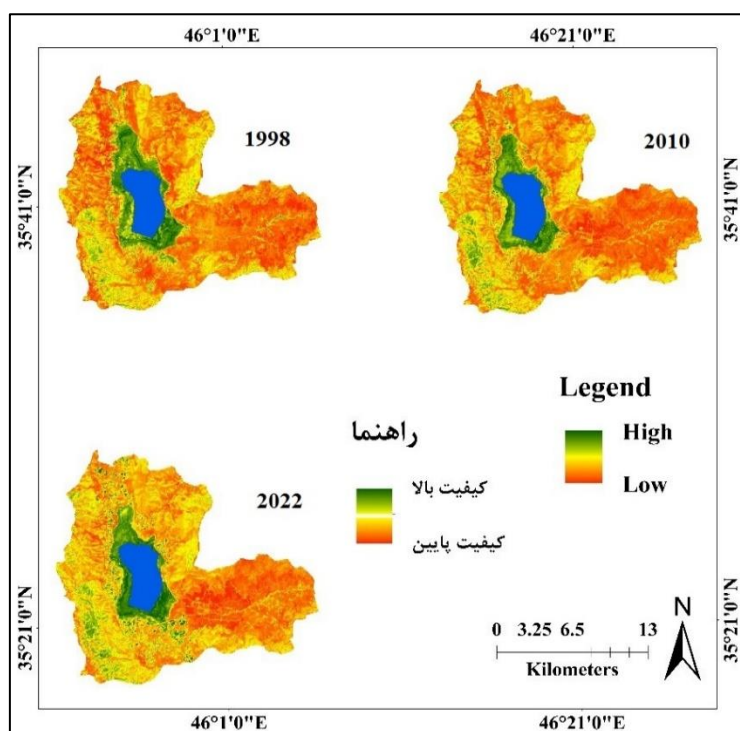 46°1'0"E
46°21'0"E
1998
2010
35°41'0"N
35°41'0"N
Legend
High
Low
راهنما
کیفیت بالا
کیفیت پایین
2022
35°21'0"N
35°21'0"N
0 3.25 6.5 13
Kilometers
N
46°1'0"E
46°21'0"E